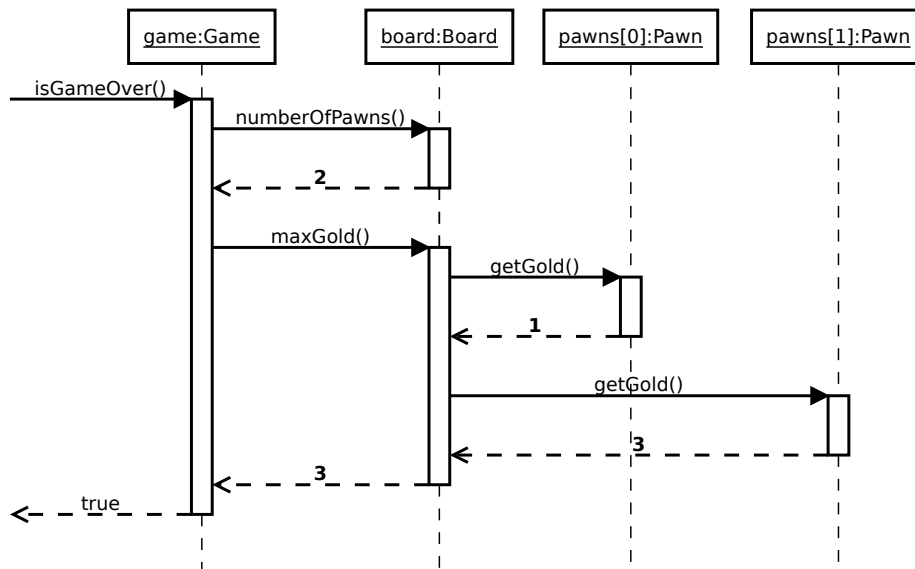 game:Game
board:Board
pawns[0]:Pawn
pawns[1]:Pawn
isGameOver()
numberOfPawns()
2
maxGold()
getGold()
1
getGold()
3
3
true